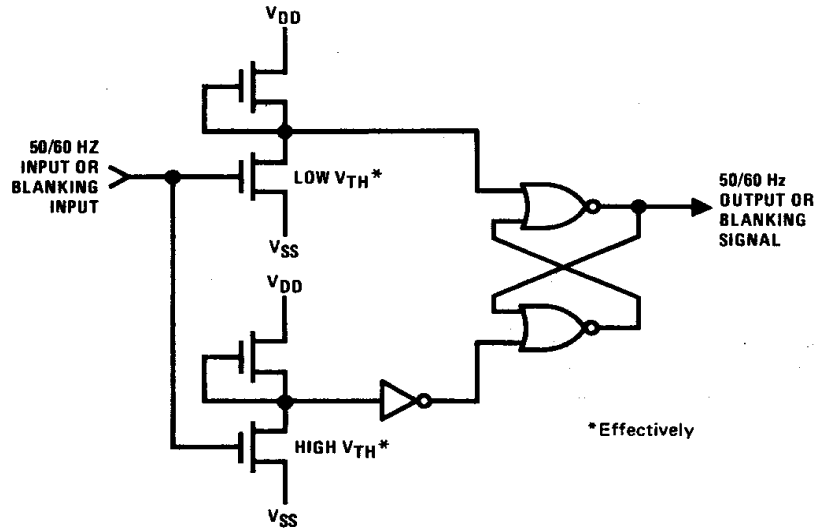 VDD
50/60 HZ
INPUT OR
BLANKING
INPUT
LOW VTH*
VSS
50/60 Hz
OUTPUT OR
BLANKING
SIGNAL
VDD
HIGH VTH*
VSS
*Effectively